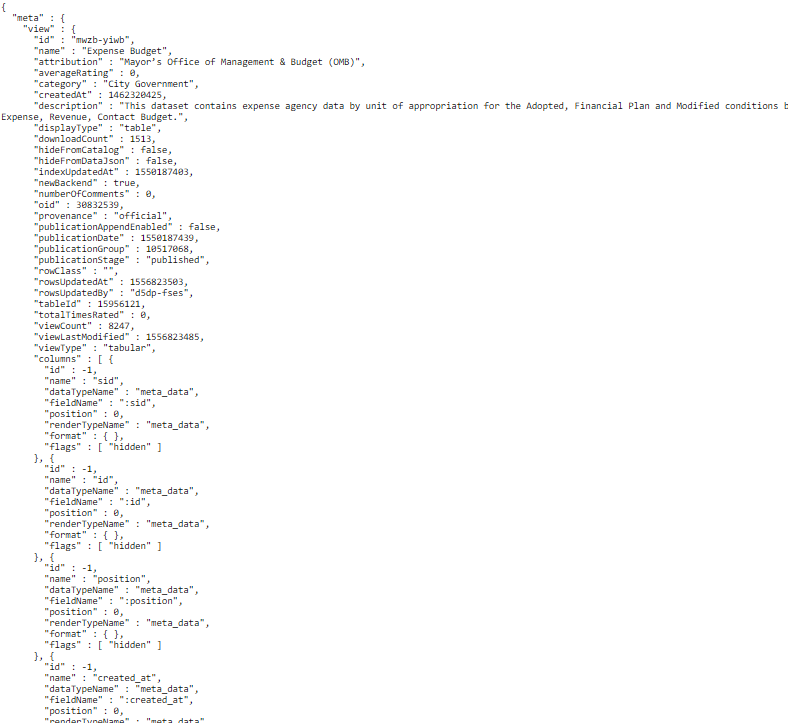 {
"meta" : {
"view" : {
"id" : "mwzb-yiwb",
"name" : "Expense Budget",
"attribution" : "Mayor's Office of Management & Budget (OMB)",
"averageRating" : 0,
"category" : "City Government",
"createdAt" : 1462320425,
"description" : "This dataset contains expense agency data by unit of appropriation for the Adopted, Financial Plan and Modified conditions b
Expense, Revenue, Contact Budget.",
"displayType" : "table",
"downloadCount" : 1513,
"hideFromCatalog" : false,
"hideFromDataJson" : false,
"indexUpdatedAt" : 1550187403,
"newBackend" : true,
"numberOfComments" : 0,
"oid" : 30832539,
"provenance" : "official",
"publicationAppendEnabled" : false,
"publicationDate" : 1550187439,
"publicationGroup" : 10517068,
"publicationStage" : "published",
"rowClass" : "",
"rowsUpdatedAt" : 1556823503,
"rowsUpdatedBy" : "d5dp-fses",
"tableId" : 15956121,
"totalTimesRated" : 0,
"viewCount" : 8247,
"viewLastModified" : 1556823485,
"viewType" : "tabular",
"columns" : [ {
"id" : -1,
"name" : "sid",
"dataTypeName" : "meta_data",
"fieldName" : ":sid",
"position" : 0,
"renderTypeName" : "meta_data",
"format" : { },
"flags" : [ "hidden" ]
}, {
"id" : -1,
"name" : "id",
"dataTypeName" : "meta_data",
"fieldName" : ":id",
"position" : 0,
"renderTypeName" : "meta_data",
"format" : { },
"flags" : [ "hidden" ]
}, {
"id" : -1,
"name" : "position",
"dataTypeName" : "meta_data",
"fieldName" : ":position",
"position" : 0,
"renderTypeName" : "meta_data",
"format" : { },
"flags" : [ "hidden" ]
}, {
"id" : -1,
"name" : "created_at",
"dataTypeName" : "meta_data",
"fieldName" : ":created_at",
"position" : 0,
"renderTypeName" : "meta_data",